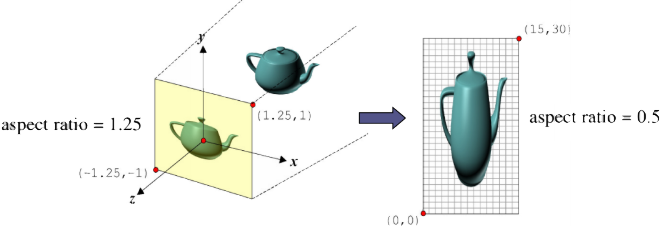 y
aspect ratio = 1.25
(1.25,1)
x
(-1.25,-1)
z
(15,30)
aspect ratio = 0.5
(0,0)